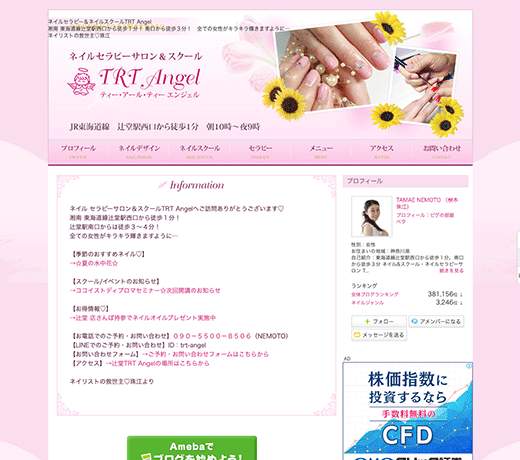 ネイルセラピー&ネイルスクールTRT Angel
湘南 東海道線辻堂駅西口から徒歩１分！ 南口から徒歩３分！　全ての女性がキラキラ輝きますように…
ネイリストの救世主♡珠江
ネイルセラピーサロン＆スクール
TRT Angel
ティー・アール・ティー エンジェル
JR東海道線　辻堂駅西口から徒歩1分　朝10時〜夜9時
プロフィール
ネイルデザイン
ネイルスクール
セラピー
メニュー
アクセス
お問い合わせ
Information
ネイル セラピーサロン＆スクールTRT Angelへご訪問ありがとうございます♡
湘南 東海道線辻堂駅西口から徒歩１分！
辻堂駅南口からは徒歩３〜４分！
全ての女性がキラキラ輝きますように…
【季節のおすすめネイル♡】
→☆夏の水中花☆
【スクール/イベントのお知らせ】
→ココイストディプロマセミナー☆次回開講のお知らせ
【お得情報♡】
→辻堂 店さんぽ持参でネイルオイルプレゼント実施中
【お電話でのご予約・お問い合わせ】０９０−５５００−８５０６（NEMOTO）
【LINEでのご予約・お問い合わせ】ID：trt-angel
【お問い合わせフォーム】→ご予約・お問い合わせフォームはこちらから
【アクセス】→辻堂TRT Angelの場所はこちらから
ネイリストの救世主♡珠江より
Amebaで
ブログを始めよう！
プロフィール
TAMAE NEMOTO （根本
珠江）
プロフィール｜ピグの部屋
ペタ
性別：女性
お住まいの地域：神奈川県
自己紹介：東海道線辻堂駅西口から徒歩１分、南口から徒歩３分 ネイル&スクール・ネイルセラピーサロン T...
続きを見る
ランキング
全体ブログランキング 381,156位↓
ネイルジャンル 3,246位↓
＋フォロー
アメンバーになる
メッセージを送る
AD
株価指数に
投資するなら
手数料無料の
CFD